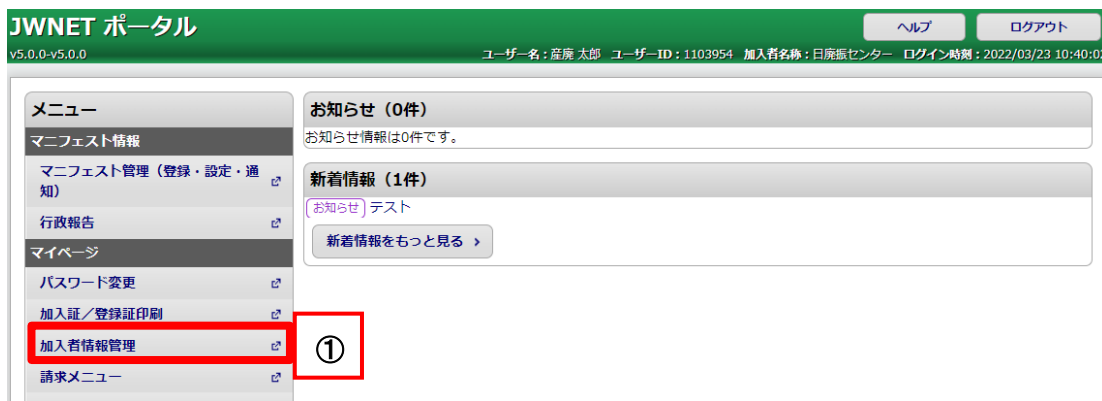 JWNET ポータル
ヘルプ
ログアウト
v5.0.0-v5.0.0
ユーザー名：産廃 太郎 ユーザーID：1103954 加入者名称：日廃振センター ログイン時刻：2022/03/23 10:40:02
メニュー
マニフェスト情報
マニフェスト管理（登録・設定・通
知）
行政報告
マイページ
パスワード変更
加入証／登録証印刷
加入者情報管理
請求メニュー
①
お知らせ（0件）
お知らせ情報は0件です。
新着情報（1件）
お知らせ テスト
新着情報をもっと見る ›